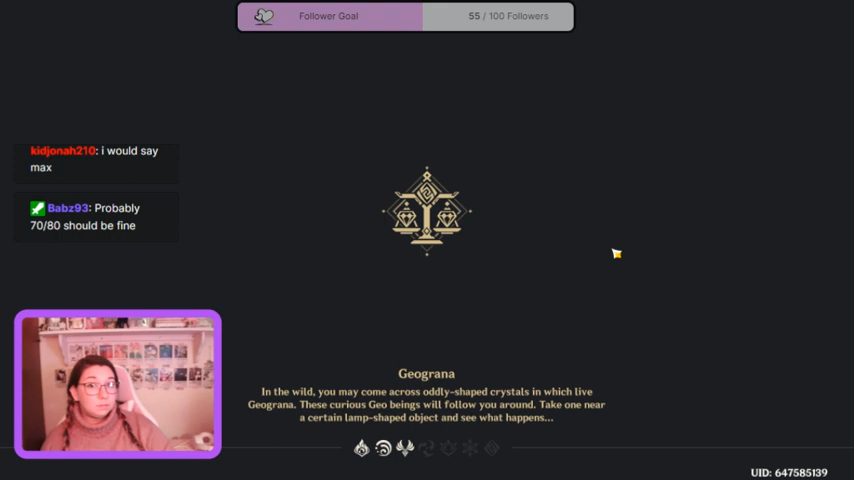 Follower Goal
55 / 100 Followers
kidjonah210: i would say
max
Babz93: Probably
70/80 should be fine
Geograna
In the wild, you may come across oddly-shaped crystals in which live
Geograna. These curious Geo beings will follow you around. Take one near
a certain lamp-shaped object and see what happens...
UID: 647585139